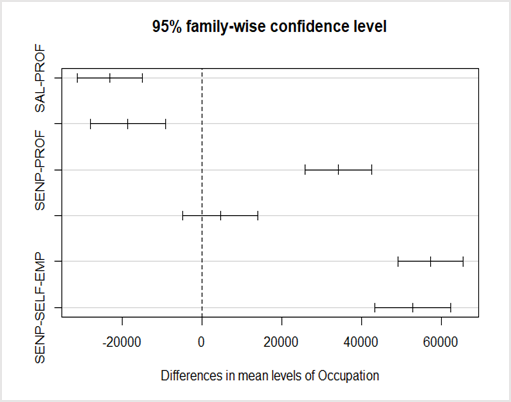 95% family-wise confidence level
SAL-PROF
SENP-PROF
SENP-SELF-EMP
-20000 0 20000 40000 60000
Differences in mean levels of Occupation